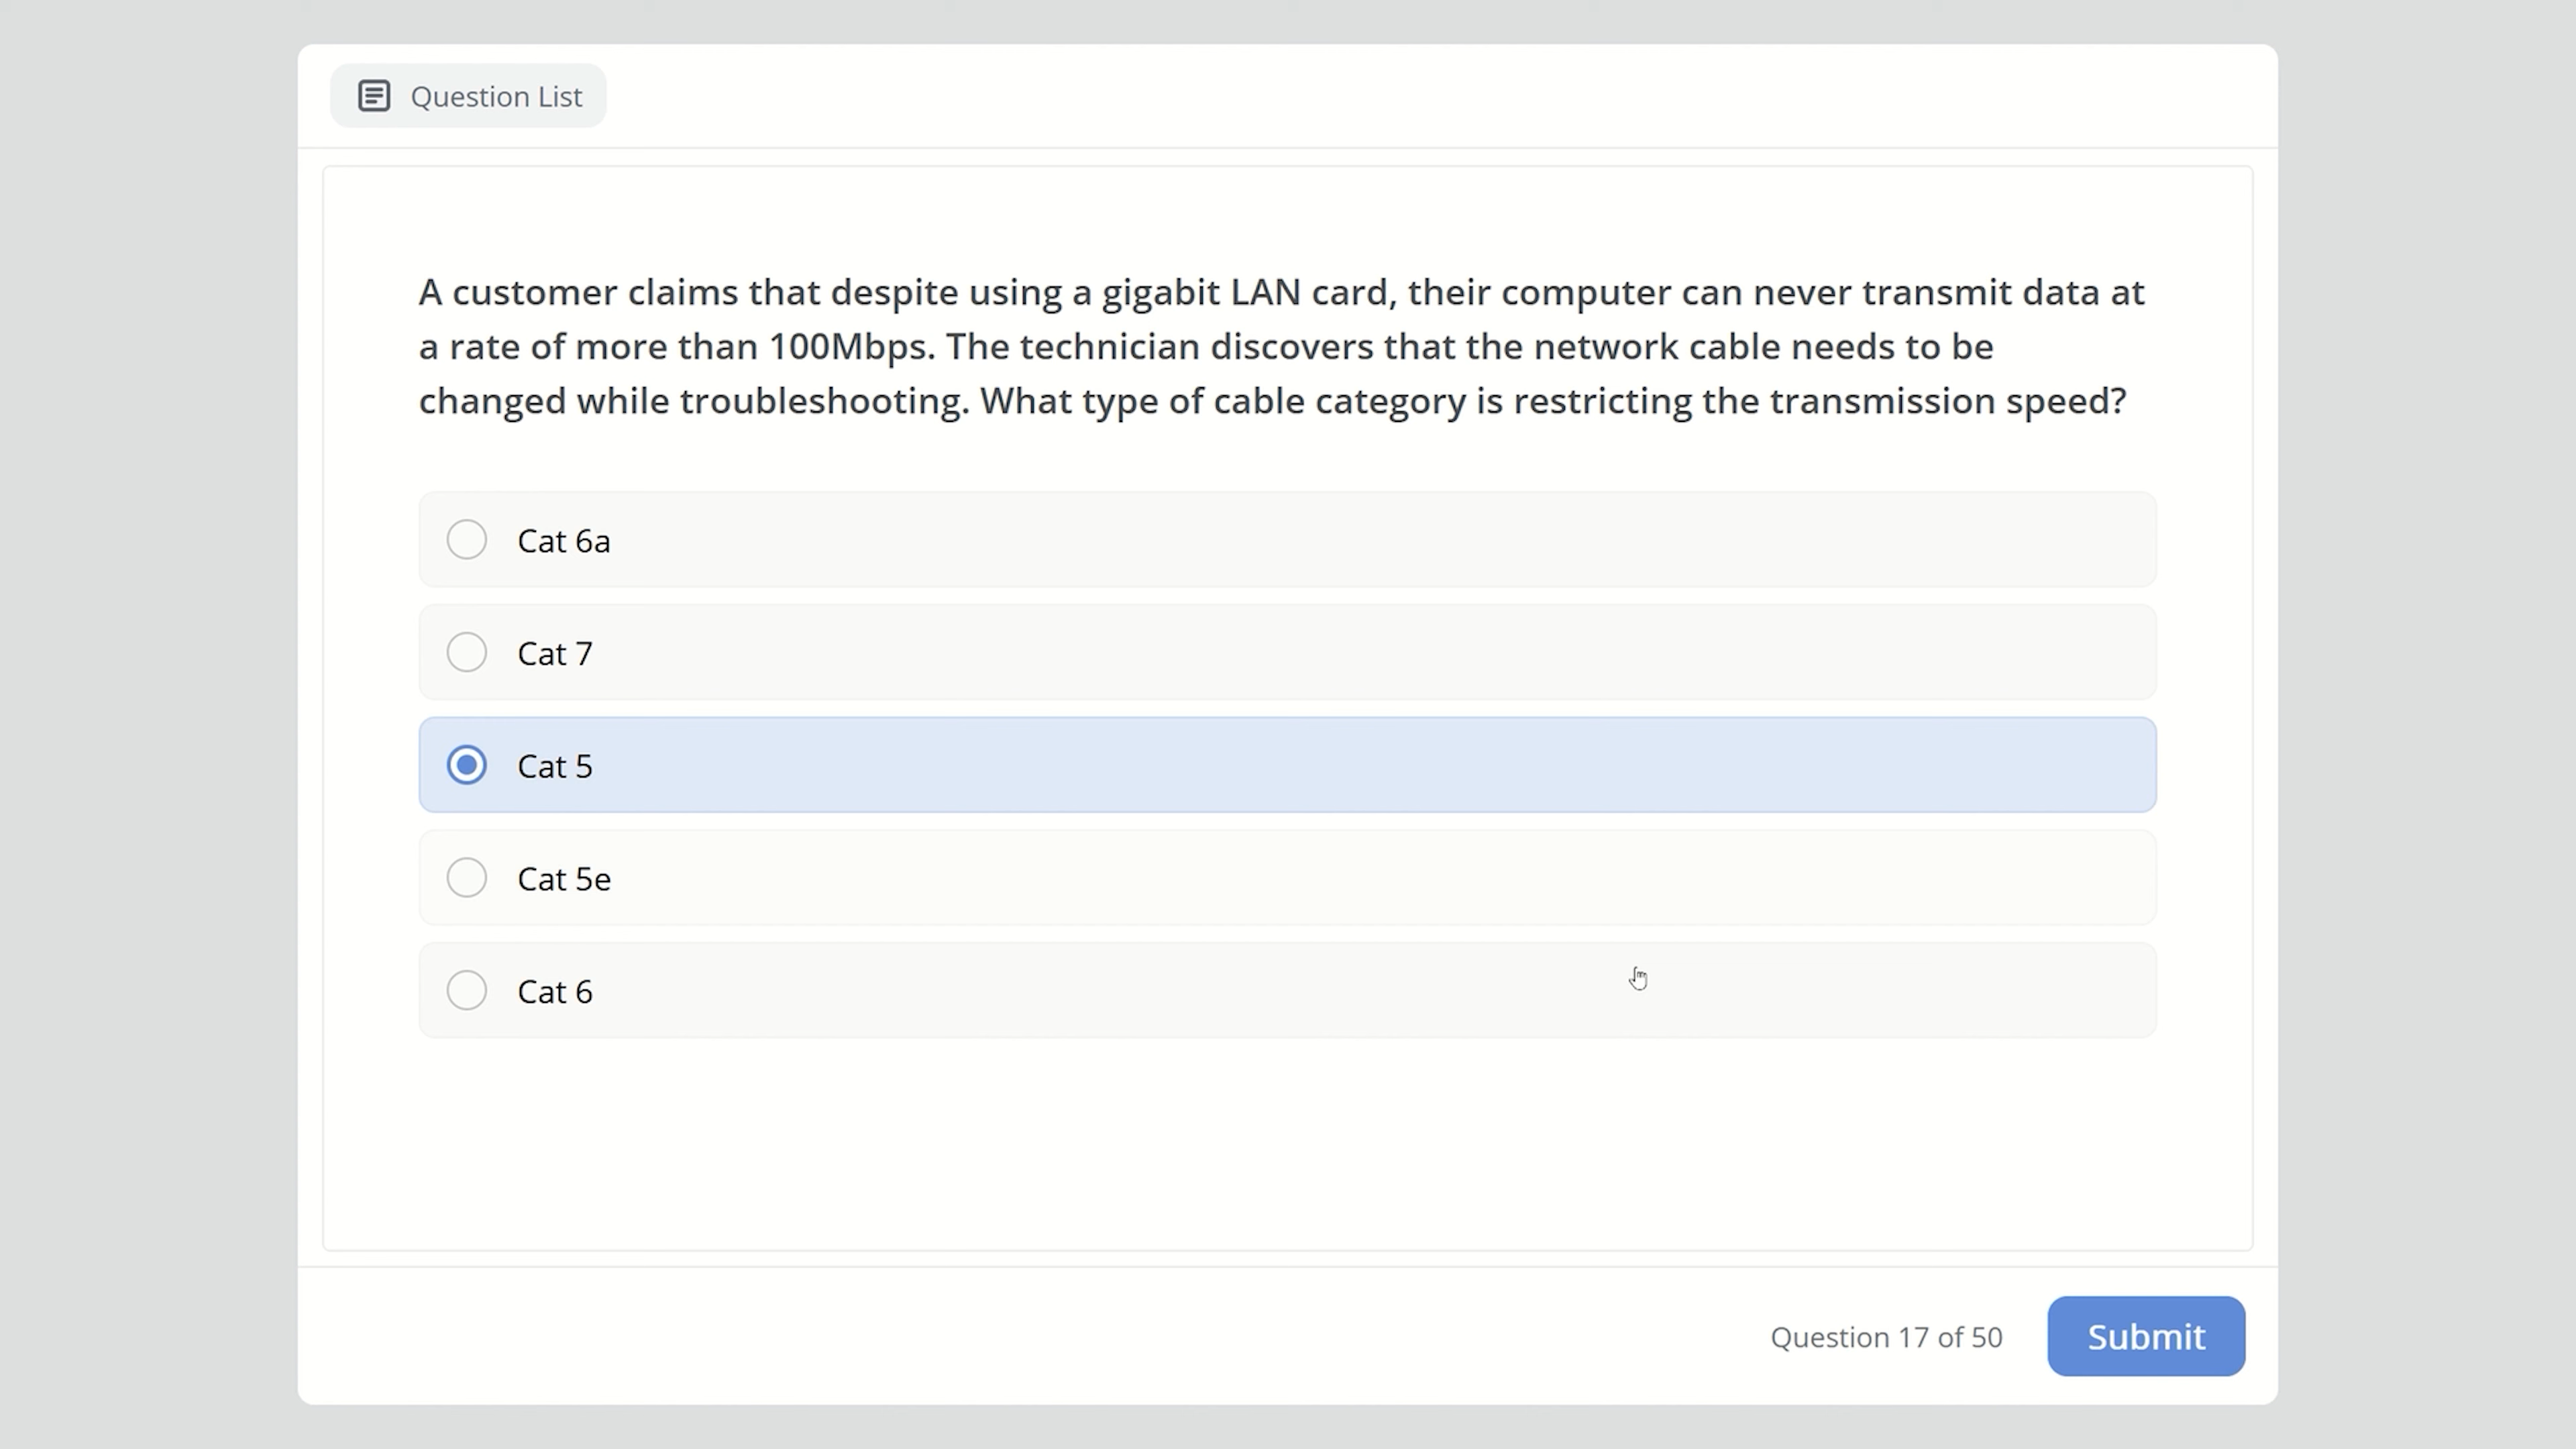 Question List
A customer claims that despite using a gigabit LAN card, their computer can never transmit data at
a rate of more than 100Mbps. The technician discovers that the network cable needs to be
changed while troubleshooting. What type of cable category is restricting the transmission speed?
Cat 6a
Cat 7
Cat 5
Cat 5e
Cat 6
Question 17 of 50
Submit